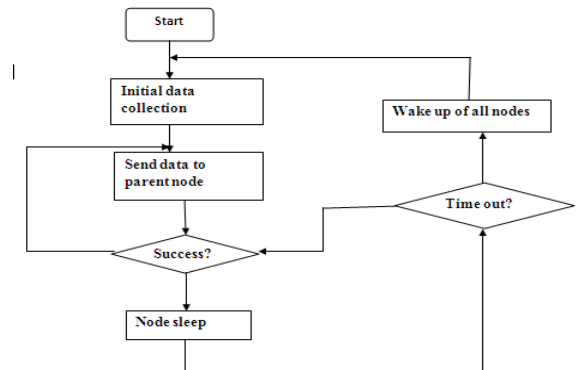 Start
Initial data
collection
Wake up of all nodes
Send data to
parent node
Time out?
Success?
Node sleep